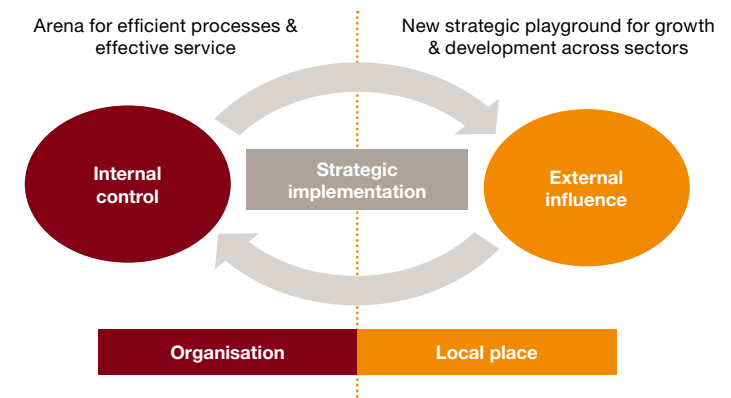 Arena for efficient processes &
effective service
New strategic playground for growth
& development across sectors
Internal
control
Strategic
implementation
External
influence
Organisation
Local place